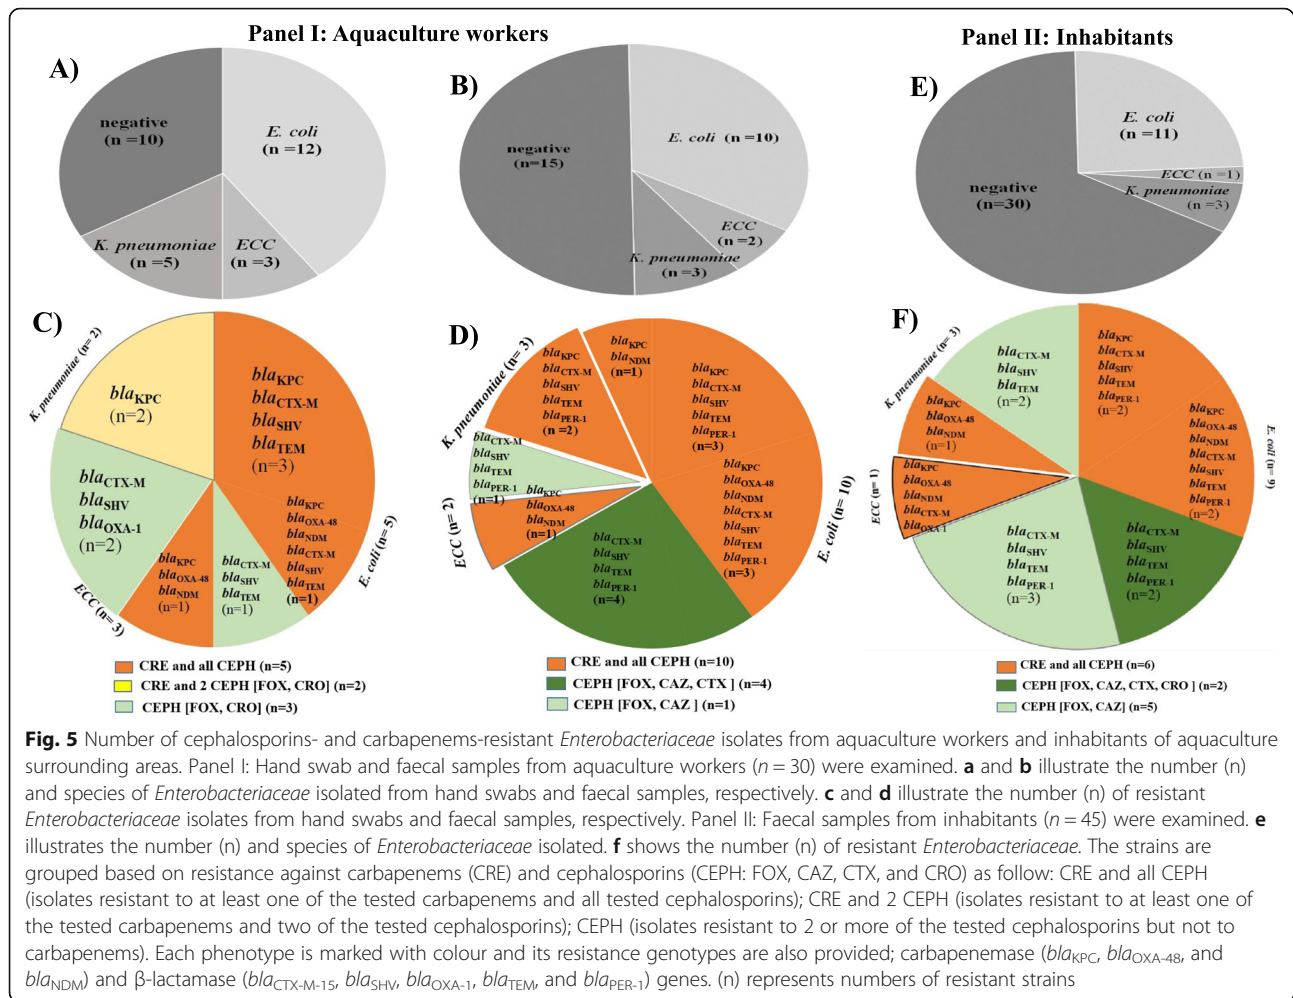 Panel I: Aquaculture workers
Panel II: Inhabitants
A)
negative
(n =10)
E. coli
(n =12)
K. pneumoniae
(n =5)
ECC
(n =3)
B)
negative
(n=15)
E. coli (n =10)
ECC
(n =2)
K. pneumoniae
(n =3)
E)
negative
(n=30)
E. coli
(n =11)
ECC (n =1)
K. pneumoniae
(n =3)
C)
K. pneumoniae (n= 2)
blaKPC
(n=2)
blaKPC
blaCTX-M
blaSHV
blaTEM
(n=3)
blaKPC
blaOXA-48
blaNDM
blaCTX-M
blaSHV
blaTEM
(n=1)
E. coli (n=5)
blaCTX-M
blaSHV
blaTEM
(n=1)
blaKPC
blaOXA-48
blaNDM
(n=1)
blaCTX-M
blaSHV
blaOXA-1
(n=2)
ECC (n= 3)
CRE and all CEPH (n=5)
CRE and 2 CEPH [FOX, CRO] (n=2)
CEPH [FOX, CRO] (n=3)
D)
K. pneumoniae (n= 3)
blaKPC
blaCTX-M
blaSHV
blaTEM
blaPER-1
(n =2)
blaKPC
blaNDM
(n=1)
blaKPC
blaCTX-M
blaSHV
blaTEM
blaPER-1
(n=3)
blaKPC
blaOXA-48
blaNDM
blaCTX-M
blaSHV
blaTEM
blaPER-1
(n=3)
E. coli (n= 10)
blaCTX-M
blaSHV
blaTEM
blaPER-1
(n=4)
blaCTX-M
blaSHV
blaTEM
blaPER-1
(n=1)
blaKPC
blaOXA-48
blaNDM
(n=1)
ECC (n= 2)
CRE and all CEPH (n=10)
CEPH [FOX, CAZ, CTX ] (n=4)
CEPH [FOX, CAZ ] (n=1)
F)
K. pneumoniae (n= 3)
blaCTX-M
blaSHV
blaTEM
(n=2)
blaKPC
blaCTX-M
blaSHV
blaTEM
blaPER-1
(n=2)
blaKPC
blaOXA-48
blaNDM
blaCTX-M
blaSHV
blaTEM
blaPER-1
(n=2)
E. coli (n= 9)
blaKPC
blaOXA-48
blaNDM
(n=1)
blaKPC
blaOXA-48
blaNDM
blaCTX-M
blaOXA-1
ECC (n= 1)
blaCTX-M
blaSHV
blaTEM
blaPER-1
(n=3)
blaCTX-M
blaSHV
blaTEM
blaPER-1
(n=2)
CRE and all CEPH (n=6)
CEPH [FOX, CAZ, CTX, CRO ] (n=2)
CEPH [FOX, CAZ] (n=5)
Fig. 5 Number of cephalosporins- and carbapenems-resistant Enterobacteriaceae isolates from aquaculture workers and inhabitants of aquaculture
surrounding areas. Panel I: Hand swab and faecal samples from aquaculture workers (n = 30) were examined. a and b illustrate the number (n)
and species of Enterobacteriaceae isolated from hand swabs and faecal samples, respectively. c and d illustrate the number (n) of resistant
Enterobacteriaceae isolates from hand swabs and faecal samples, respectively. Panel II: Faecal samples from inhabitants (n = 45) were examined. e
illustrates the number (n) and species of Enterobacteriaceae isolated. f shows the number (n) of resistant Enterobacteriaceae. The strains are
grouped based on resistance against carbapenems (CRE) and cephalosporins (CEPH: FOX, CAZ, CTX, and CRO) as follow: CRE and all CEPH
(isolates resistant to at least one of the tested carbapenems and all tested cephalosporins); CRE and 2 CEPH (isolates resistant to at least one of
the tested carbapenems and two of the tested cephalosporins); CEPH (isolates resistant to 2 or more of the tested cephalosporins but not to
carbapenems). Each phenotype is marked with colour and its resistance genotypes are also provided; carbapenemase (blaKPC, blaOXA-48, and
blaNDM) and β-lactamase (blaCTX-M-15, blaSHV, blaOXA-1, blaTEM, and blaPER-1) genes. (n) represents numbers of resistant strains